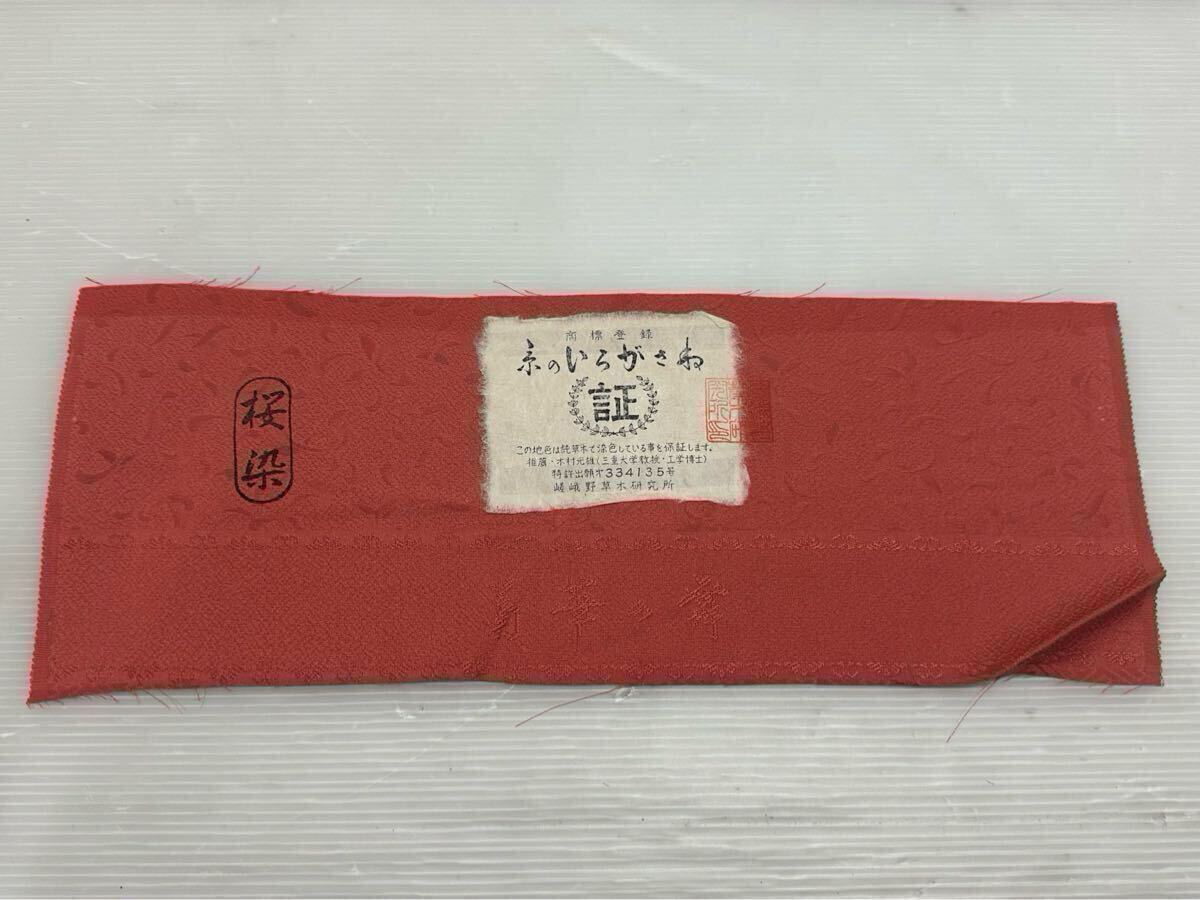 桜染
商標登録
京のいろがさね
証
この地色は純草木で染色している事を保証します。
推薦・木村光雄(三重大学教授・工学博士)
特許出願才334135号
嵯峨野草木研究所